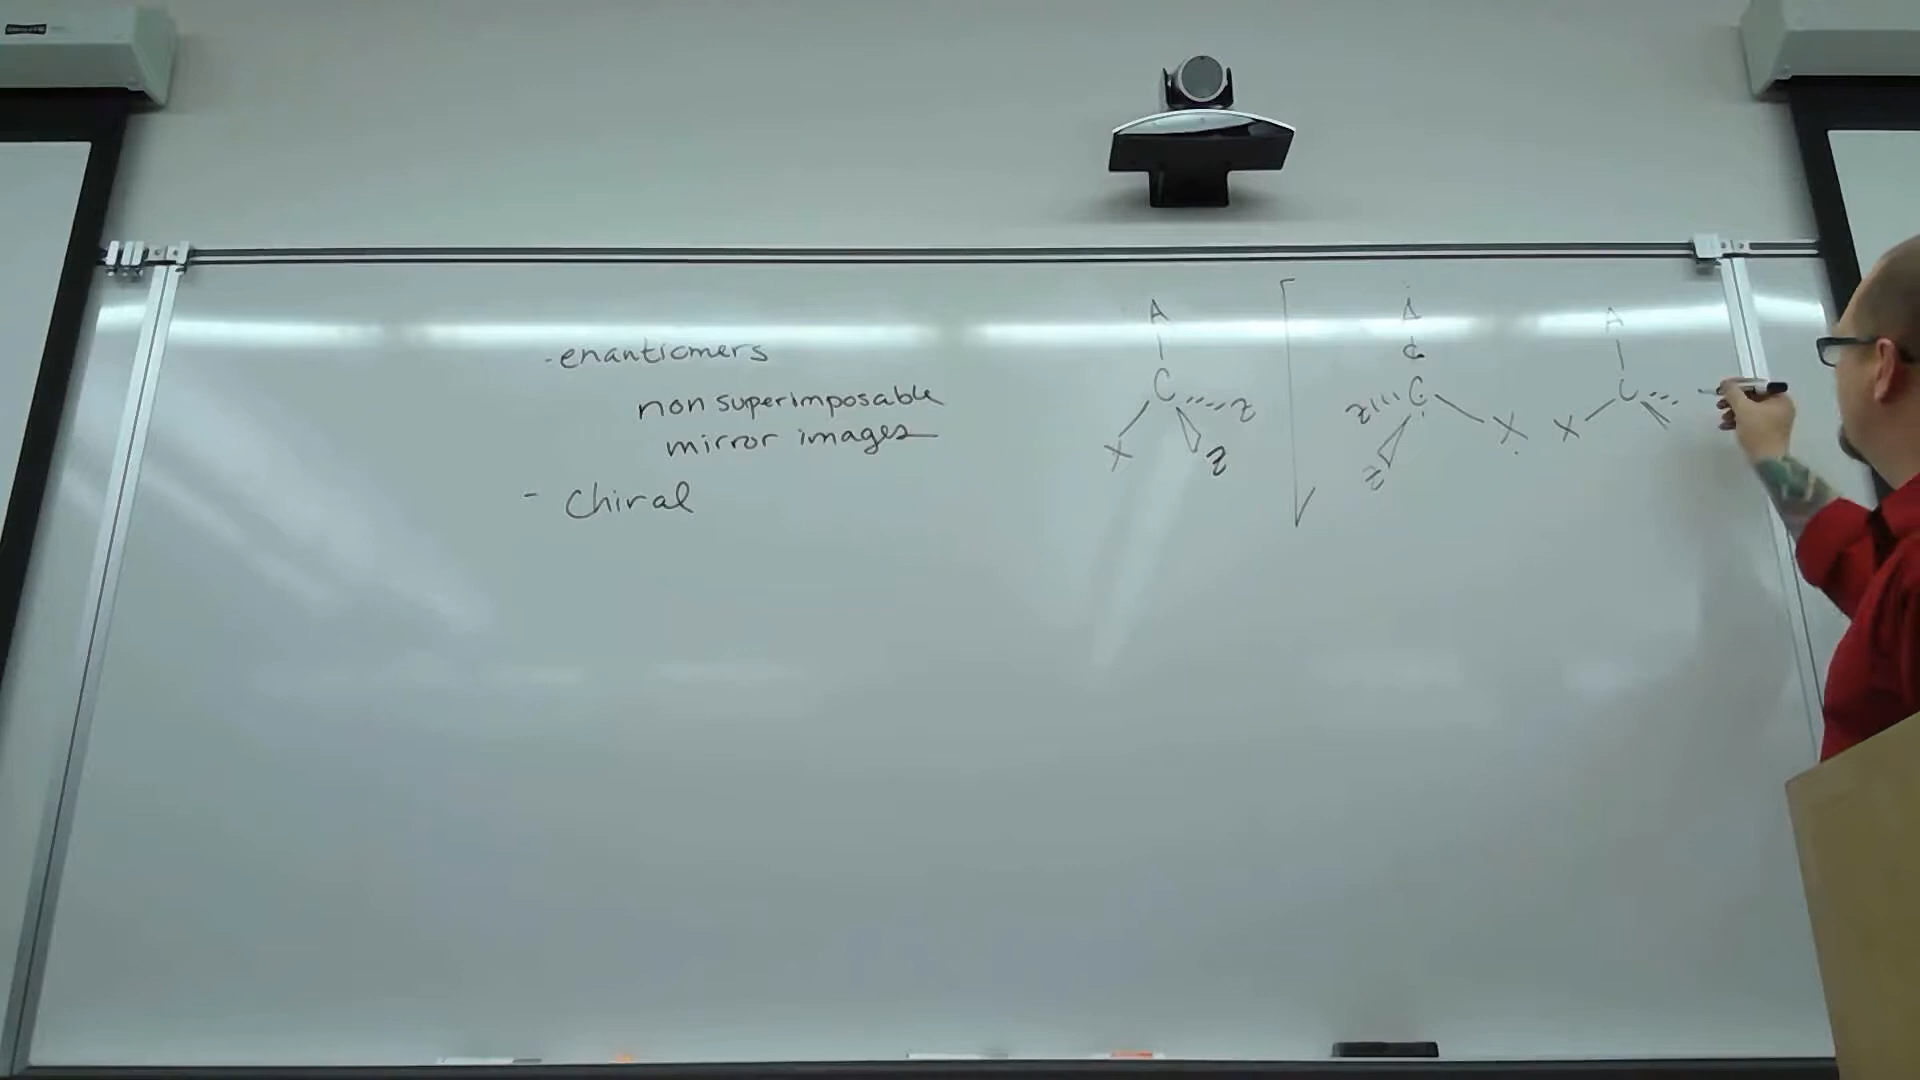 - enantiomers
non superimposable
mirror images
- Chiral
A
C
X
Z
Z
A
C
Z
X
Z
A
C
X